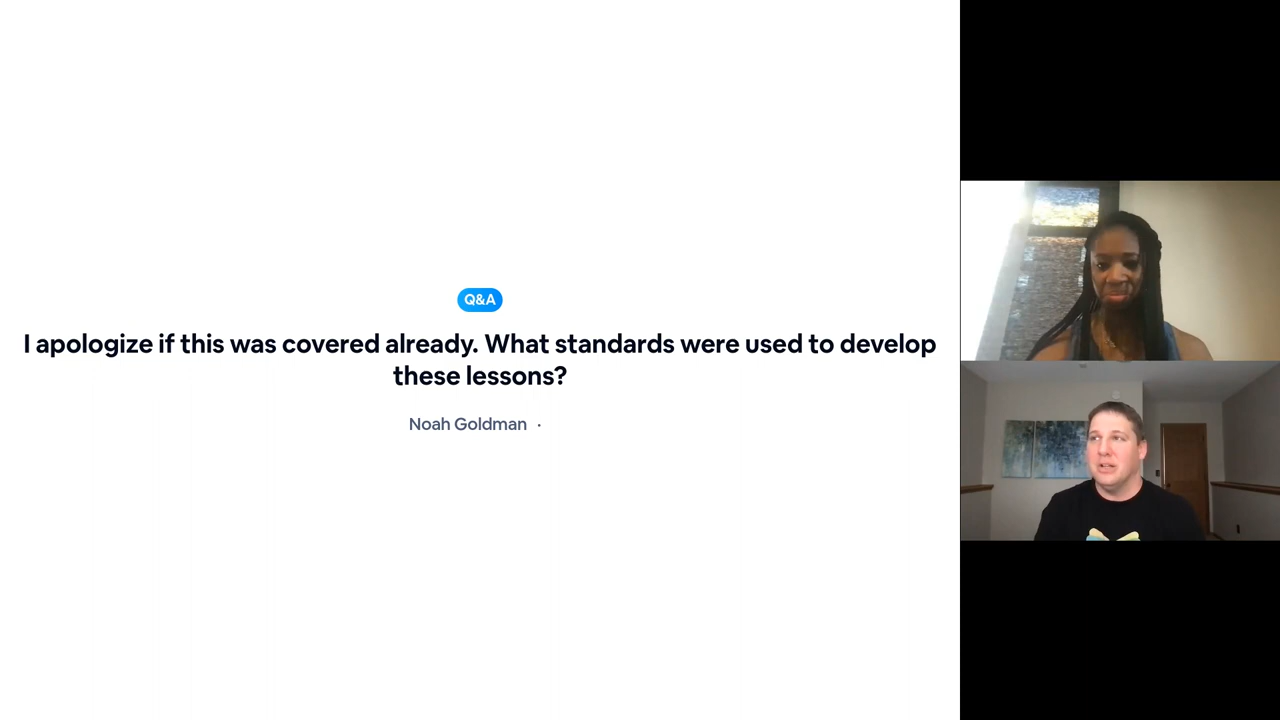 Q&A
I apologize if this was covered already. What standards were used to develop
these lessons?
Noah Goldman ·